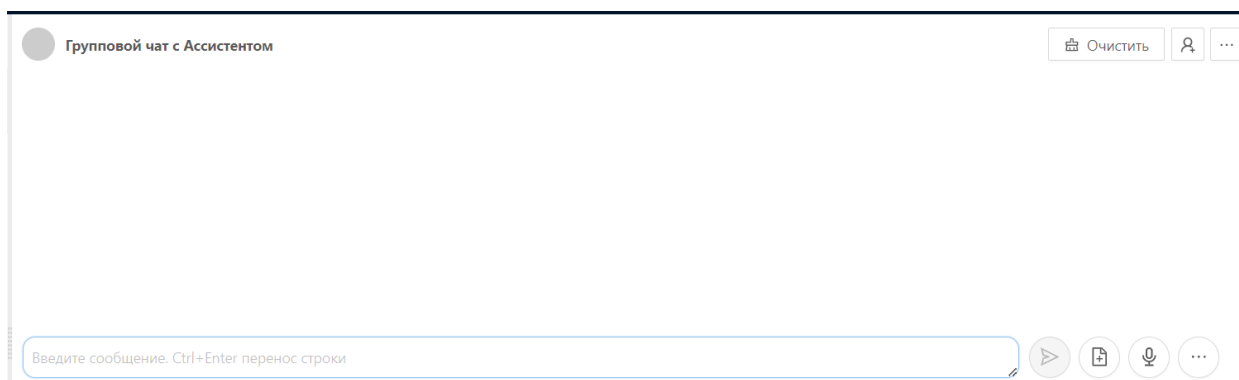 Групповой чат с Ассистентом
Очистить
Введите сообщение. Ctrl+Enter перенос строки